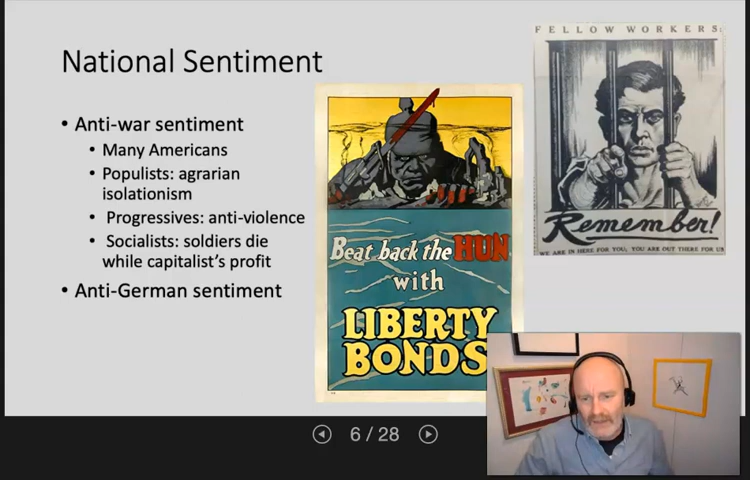 National Sentiment
• Anti-war sentiment
• Many Americans
• Populists: agrarian
isolationism
• Progressives: anti-violence
• Socialists: soldiers die
while capitalist's profit
• Anti-German sentiment
Beat back the HUN
with
LIBERTY
BONDS
FELLOW WORKERS:
Remember!
WE ARE IN HERE FOR YOU; YOU ARE OUT THERE FOR US
6 / 28